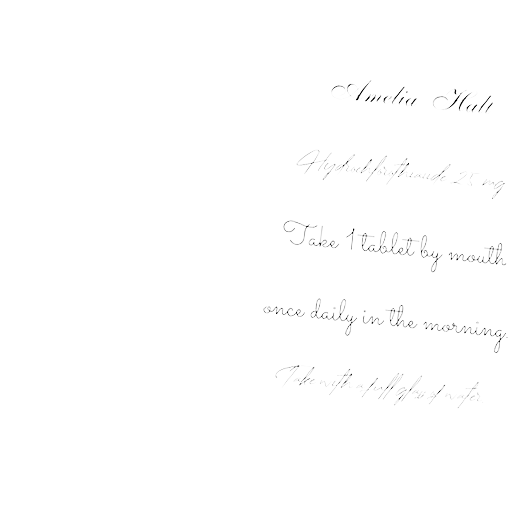 Amelia Hale
Hydrochlorothiazide 25 mg
Take 1 tablet by mouth
once daily in the morning.
Take with a full glass of water